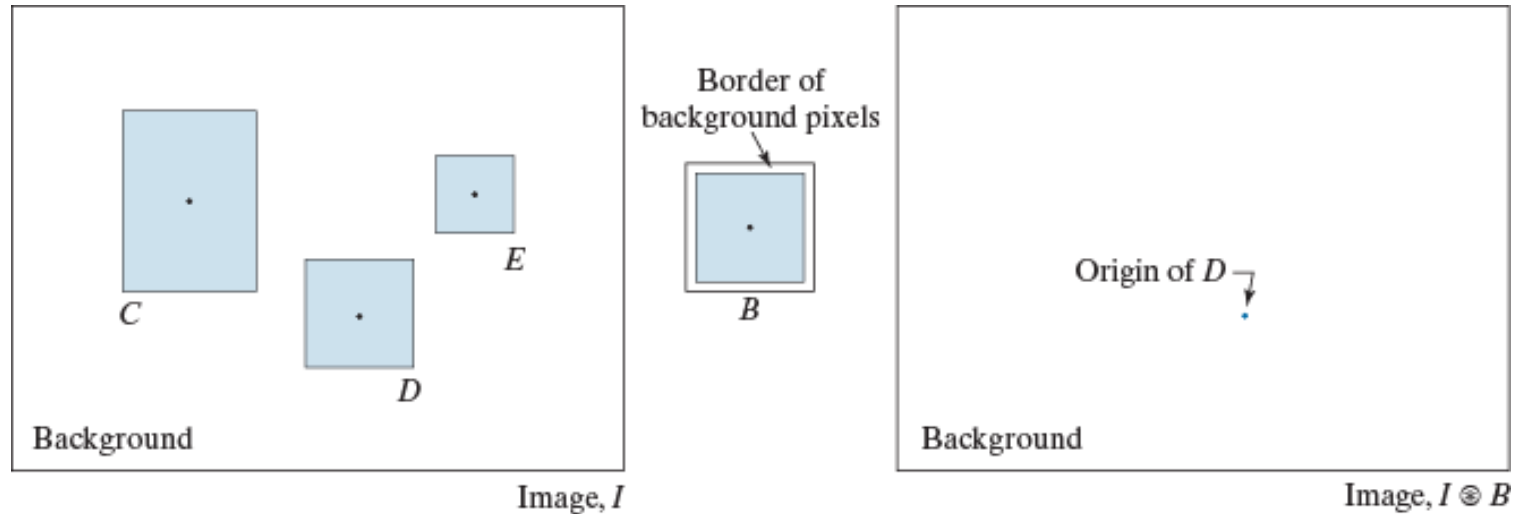 C
D
E
Background
Image, I
Border of
background pixels
B
Origin of D
Background
Image, I ⊛ B